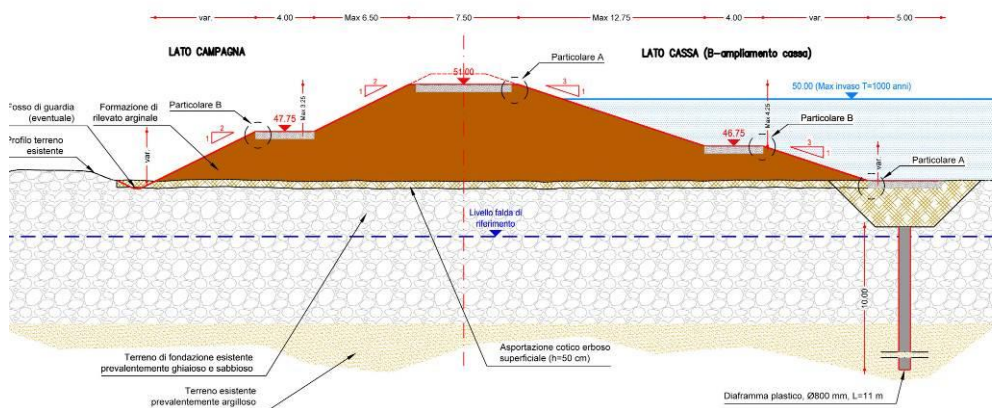 var.
4.00
Max 6.50
7.50
Max 12.75
4.00
var.
5.00
LATO CAMPAGNA
LATO CASSA (B-ampliamento cassa)
Particolare A
51.00
50.00 (Max invaso T=1000 anni)
2
1
3
1
Fosso di guardia
(eventuale)
Formazione di
rilevato arginale
Particolare B
Max 3.25
47.75
2
1
Max 4.25
Particolare B
46.75
3
1
Profilo terreno
esistente
var.
var.
Particolare A
Livello falda di
riferimento
10.00
Terreno di fondazione esistente
prevalentemente ghiaioso e sabbioso
Asportazione cotico erboso
superficiale (h=50 cm)
Terreno esistente
prevalentemente argilloso
Diaframma plastico, Ø800 mm, L=11 m